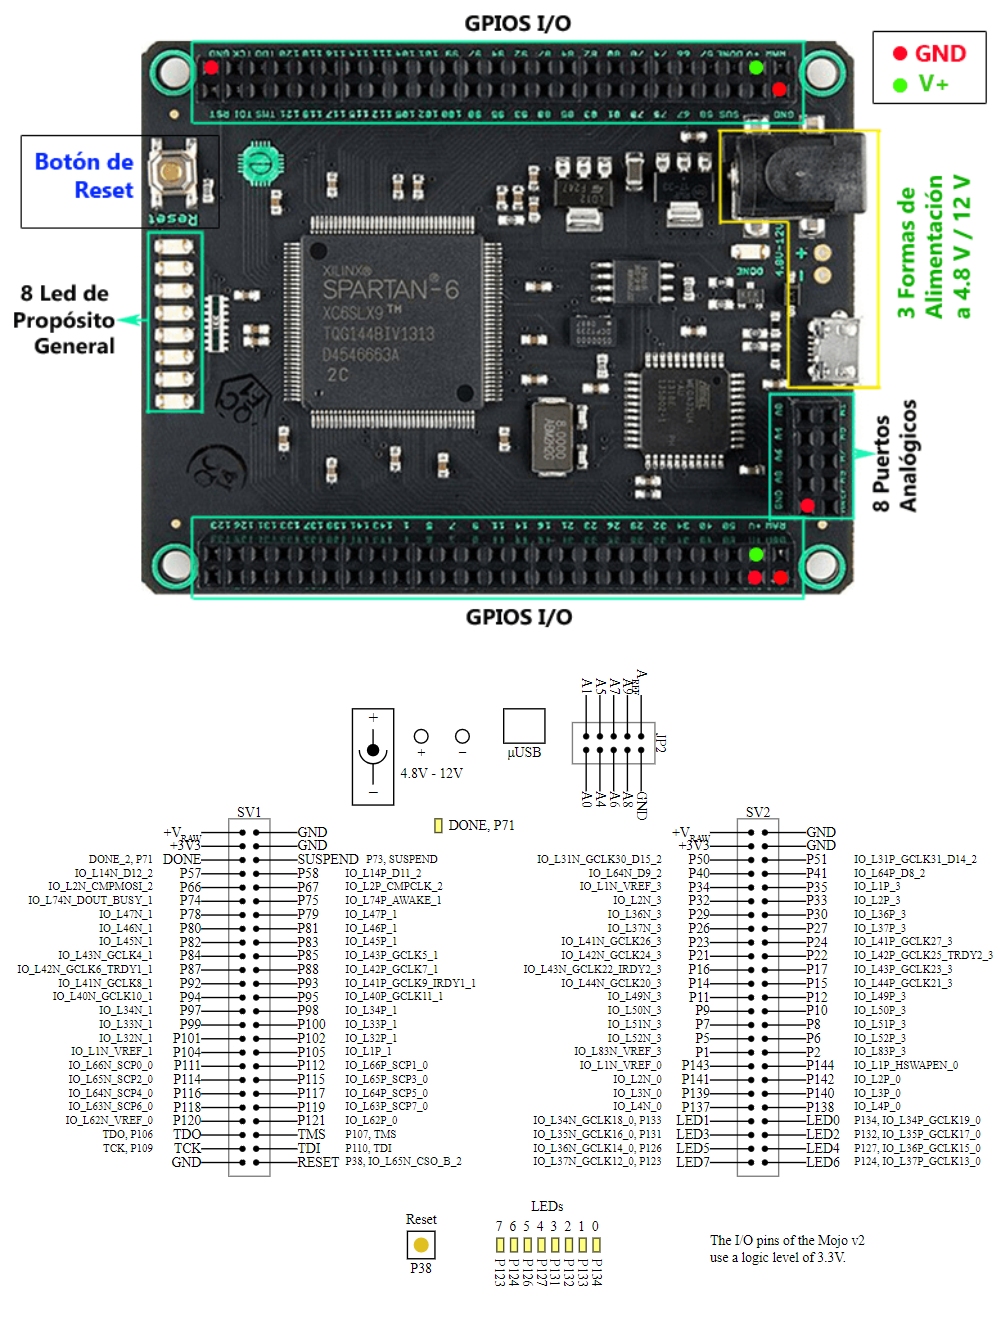 GPIOS I/O
GND
V+
Botón de
Reset
Reset
8 Led de
Propósito
General
XILINX®
SPARTAN®-6
XC6SLX9™
TQG144BIV1313
D4546663A
2C
DONE
4.8V-12V
+
−
3 Formas de
Alimentación
a 4.8 V / 12 V
8 Puertos
Analógicos
GPIOS I/O
A1 A5 A7 A9 AREF
JP2
A0 A4 A6 A8 GND
+
−
+ −
4.8V - 12V
µUSB
DONE, P71
SV1
+VRAW GND
+3V3 GND
DONE_2, P71 DONE SUSPEND P73, SUSPEND
IO_L14N_D12_2 P57 P58 IO_L14P_D11_2
IO_L2N_CMPMOSI_2 P66 P67 IO_L2P_CMPCLK_2
IO_L74N_DOUT_BUSY_1 P74 P75 IO_L74P_AWAKE_1
IO_L47N_1 P78 P79 IO_L47P_1
IO_L46N_1 P80 P81 IO_L46P_1
IO_L45N_1 P82 P83 IO_L45P_1
IO_L43N_GCLK4_1 P84 P85 IO_L43P_GCLK5_1
IO_L42N_GCLK6_TRDY1_1 P87 P88 IO_L42P_GCLK7_1
IO_L41N_GCLK8_1 P92 P93 IO_L41P_GCLK9_IRDY1_1
IO_L40N_GCLK10_1 P94 P95 IO_L40P_GCLK11_1
IO_L34N_1 P97 P98 IO_L34P_1
IO_L33N_1 P99 P100 IO_L33P_1
IO_L32N_1 P101 P102 IO_L32P_1
IO_L1N_VREF_1 P104 P105 IO_L1P_1
IO_L66N_SCP0_0 P111 P112 IO_L66P_SCP1_0
IO_L65N_SCP2_0 P114 P115 IO_L65P_SCP3_0
IO_L64N_SCP4_0 P116 P117 IO_L64P_SCP5_0
IO_L63N_SCP6_0 P118 P119 IO_L63P_SCP7_0
IO_L62N_VREF_0 P120 P121 IO_L62P_0
TDO, P106 TDO TMS P107, TMS
TCK, P109 TCK TDI P110, TDI
GND RESET P38, IO_L65N_CSO_B_2
SV2
+VRAW GND
+3V3 GND
IO_L31N_GCLK30_D15_2 P50 P51 IO_L31P_GCLK31_D14_2
IO_L64N_D9_2 P40 P41 IO_L64P_D8_2
IO_L1N_VREF_3 P34 P35 IO_L1P_3
IO_L2N_3 P32 P33 IO_L2P_3
IO_L36N_3 P29 P30 IO_L36P_3
IO_L37N_3 P26 P27 IO_L37P_3
IO_L41N_GCLK26_3 P23 P24 IO_L41P_GCLK27_3
IO_L42N_GCLK24_3 P21 P22 IO_L42P_GCLK25_TRDY2_3
IO_L43N_GCLK22_IRDY2_3 P16 P17 IO_L43P_GCLK23_3
IO_L44N_GCLK20_3 P14 P15 IO_L44P_GCLK21_3
IO_L49N_3 P11 P12 IO_L49P_3
IO_L50N_3 P9 P10 IO_L50P_3
IO_L51N_3 P7 P8 IO_L51P_3
IO_L52N_3 P5 P6 IO_L52P_3
IO_L83N_VREF_3 P1 P2 IO_L83P_3
IO_L1N_VREF_0 P143 P144 IO_L1P_HSWAPEN_0
IO_L2N_0 P141 P142 IO_L2P_0
IO_L3N_0 P139 P140 IO_L3P_0
IO_L4N_0 P137 P138 IO_L4P_0
IO_L34N_GCLK18_0, P133 LED1 LED0 P134, IO_L34P_GCLK19_0
IO_L35N_GCLK16_0, P131 LED3 LED2 P132, IO_L35P_GCLK17_0
IO_L36N_GCLK14_0, P126 LED5 LED4 P127, IO_L36P_GCLK15_0
IO_L37N_GCLK12_0, P123 LED7 LED6 P124, IO_L37P_GCLK13_0
Reset
P38
LEDs
7 6 5 4 3 2 1 0
P123 P124 P126 P127 P131 P132 P133 P134
The I/O pins of the Mojo v2
use a logic level of 3.3V.